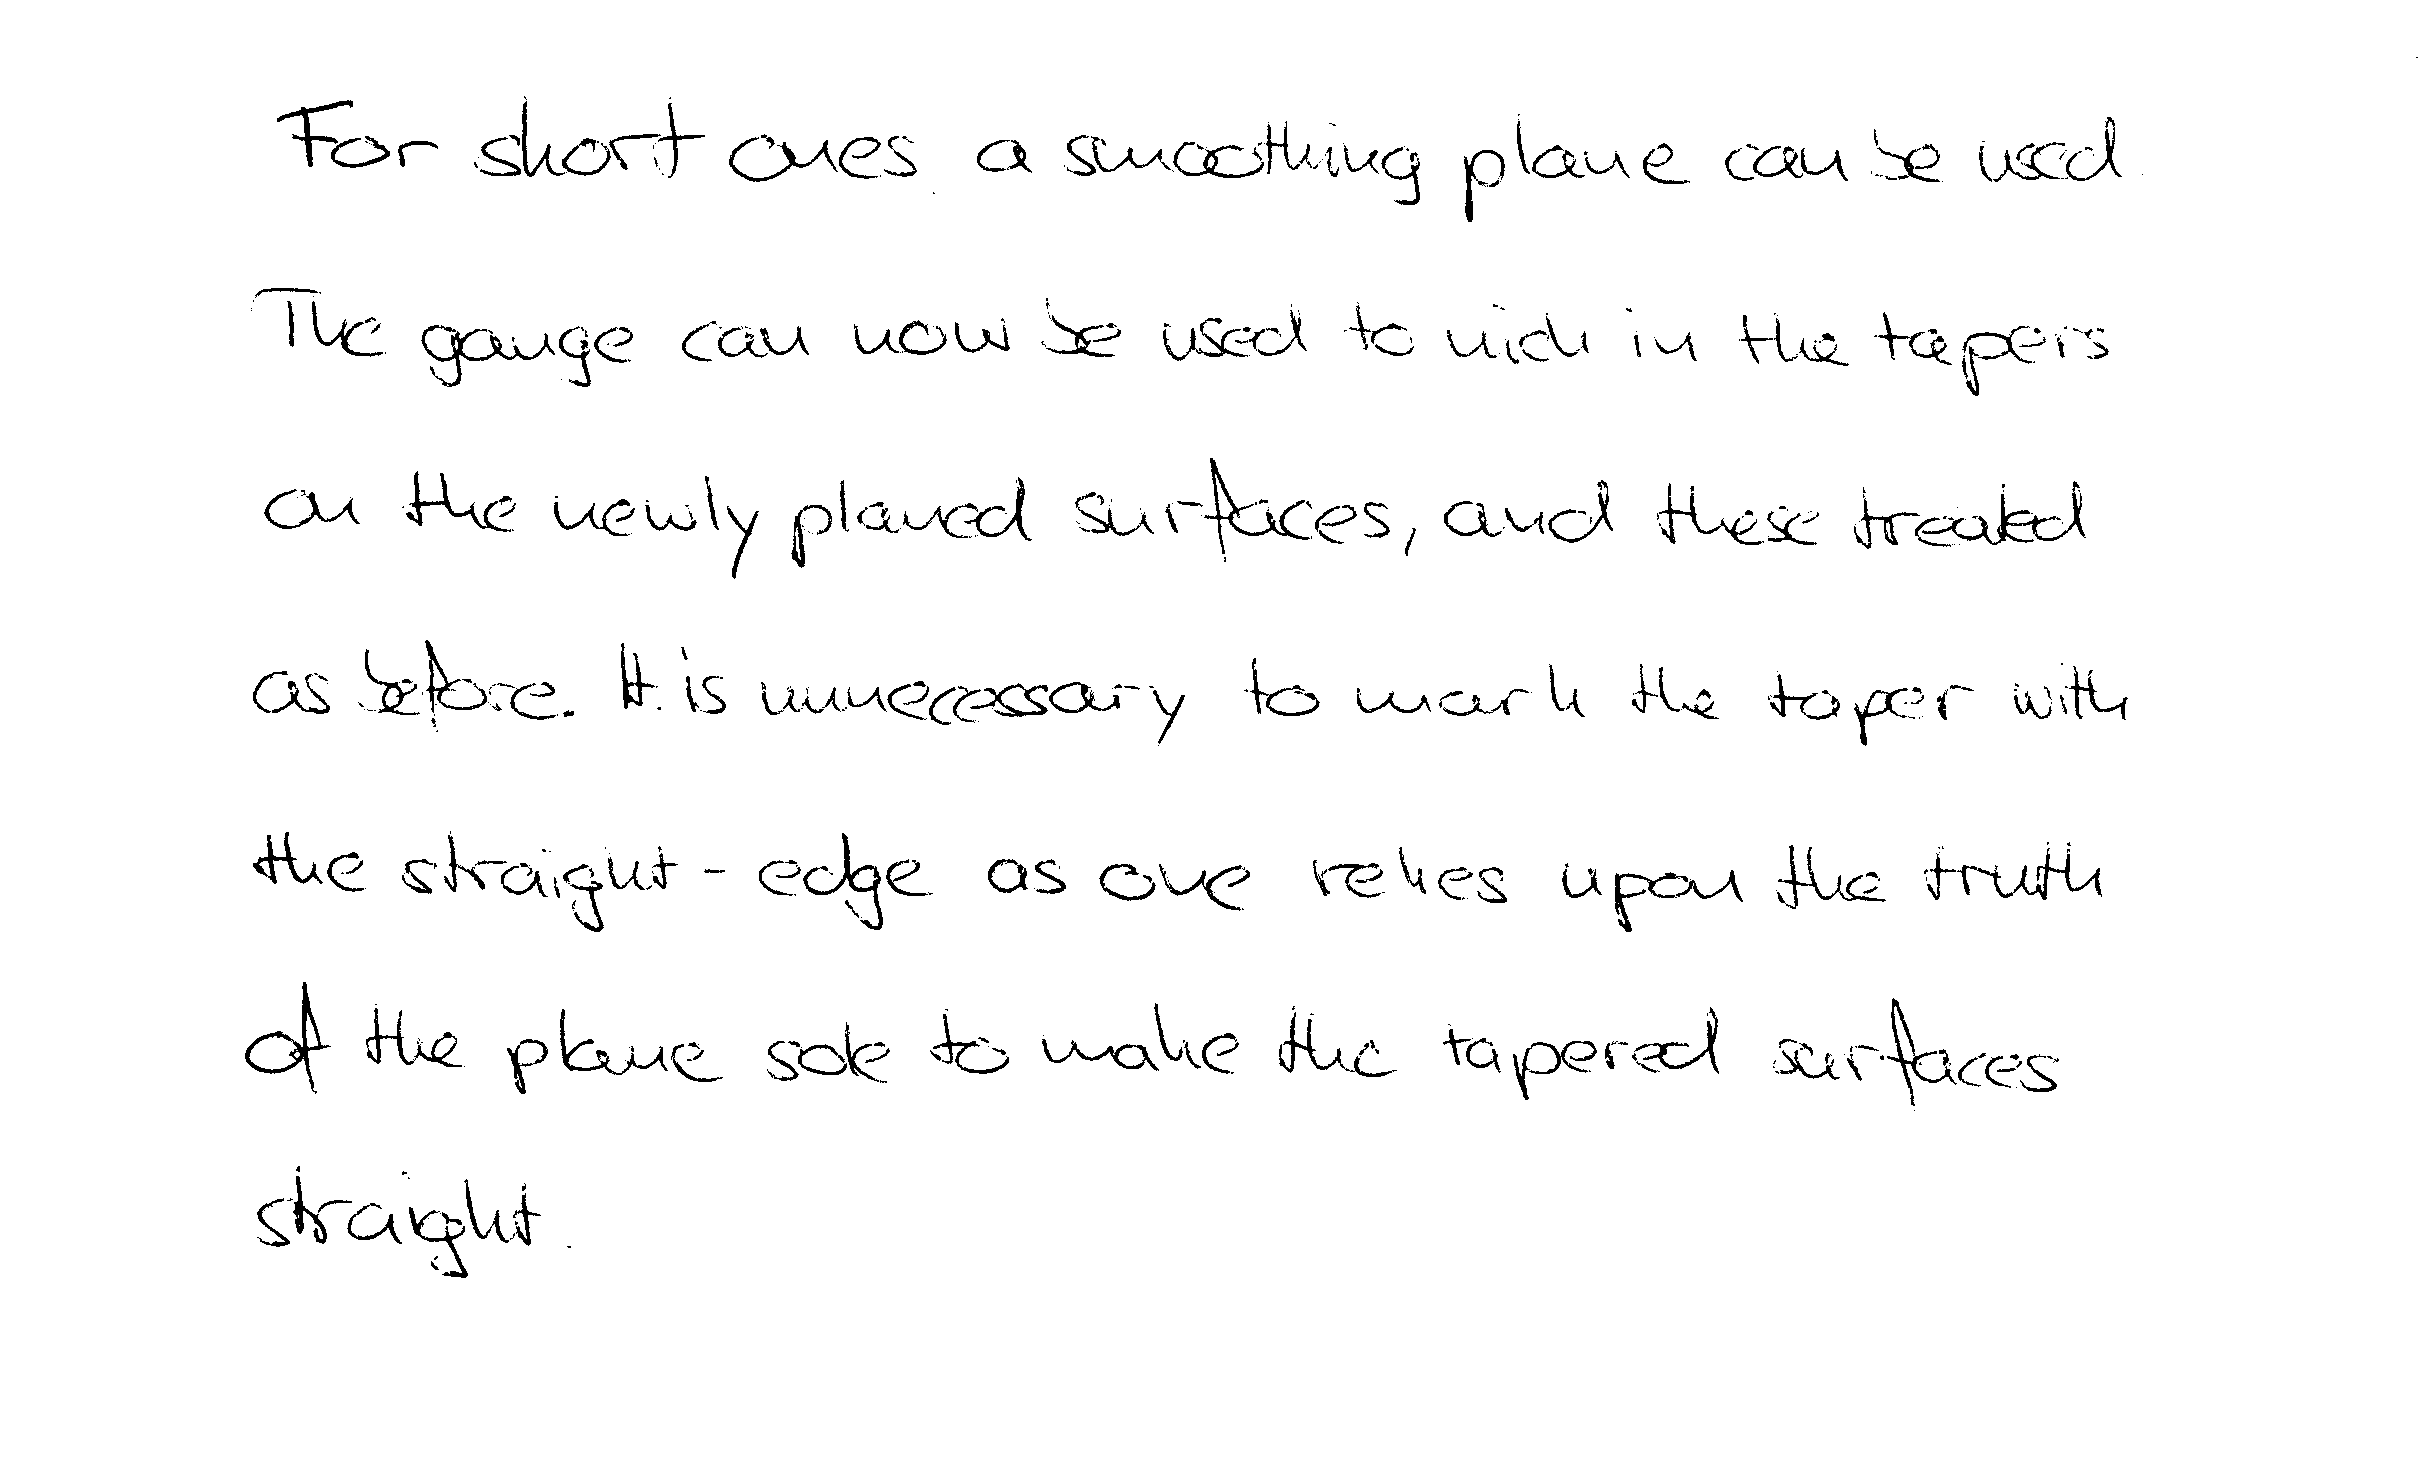 For short ones a smoothing plane can be used.
The gauge can now be used to nick in the tapers
on the newly planed surfaces, and these treated
as before. It is unnecessary to mark the taper with
the straight-edge as one relies upon the truth
of the plane sole to make the tapered surfaces
straight.